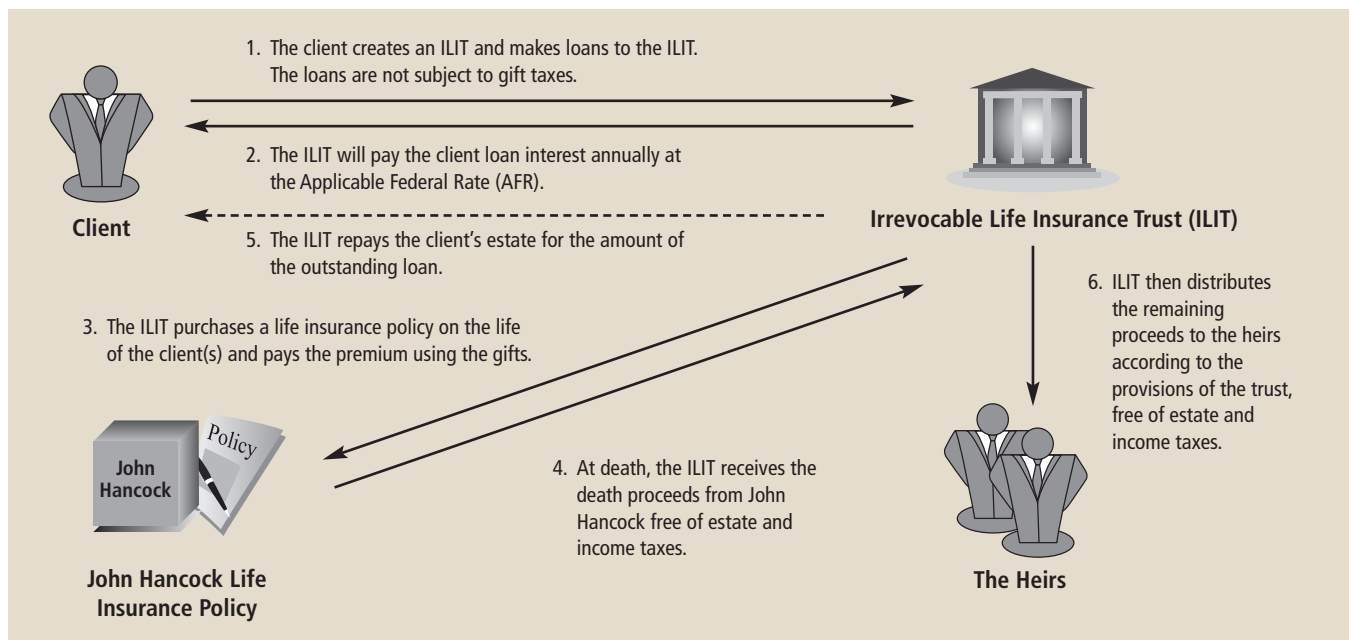 1. The client creates an ILIT and makes loans to the ILIT.
The loans are not subject to gift taxes.
2. The ILIT will pay the client loan interest annually at
the Applicable Federal Rate (AFR).
Client
5. The ILIT repays the client's estate for the amount of
the outstanding loan.
Irrevocable Life Insurance Trust (ILIT)
3. The ILIT purchases a life insurance policy on the life
of the client(s) and pays the premium using the gifts.
John
Hancock
Policy
John Hancock Life
Insurance Policy
4. At death, the ILIT receives the
death proceeds from John
Hancock free of estate and
income taxes.
6. ILIT then distributes
the remaining
proceeds to the heirs
according to the
provisions of the trust,
free of estate and
income taxes.
The Heirs